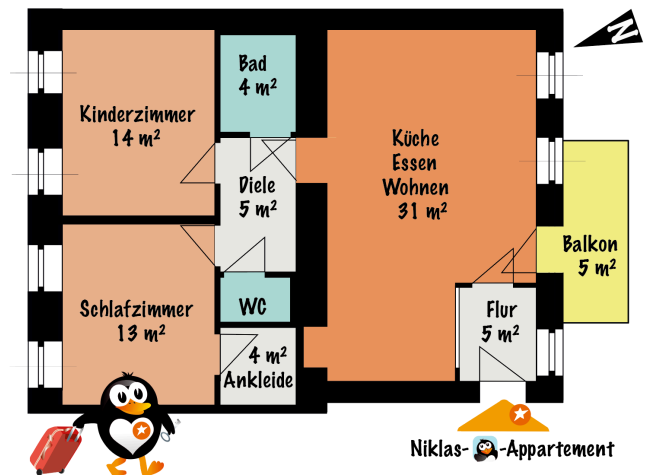 N
Bad
4 m²
Kinderzimmer
14 m²
Küche
Essen
Wohnen
31 m²
Diele
5 m²
Balkon
5 m²
Schlafzimmer
13 m²
WC
Flur
5 m²
4 m²
Ankleide
Niklas- -Appartement